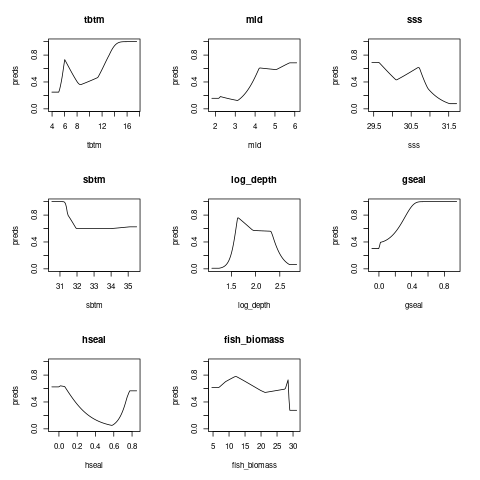 tbtm
mld
sss
preds
0.0 0.4 0.8
4 6 8 12 16
tbtm
preds
0.0 0.4 0.8
2 3 4 5 6
mld
preds
0.0 0.4 0.8
29.5 30.5 31.5
sss
sbtm
log_depth
gseal
preds
0.0 0.4 0.8
31 32 33 34 35
sbtm
preds
0.0 0.4 0.8
1.5 2.0 2.5
log_depth
preds
0.0 0.4 0.8
0.0 0.4 0.8
gseal
hseal
fish_biomass
preds
0.0 0.4 0.8
0.0 0.2 0.4 0.6 0.8
hseal
preds
0.0 0.4 0.8
5 10 15 20 25 30
fish_biomass